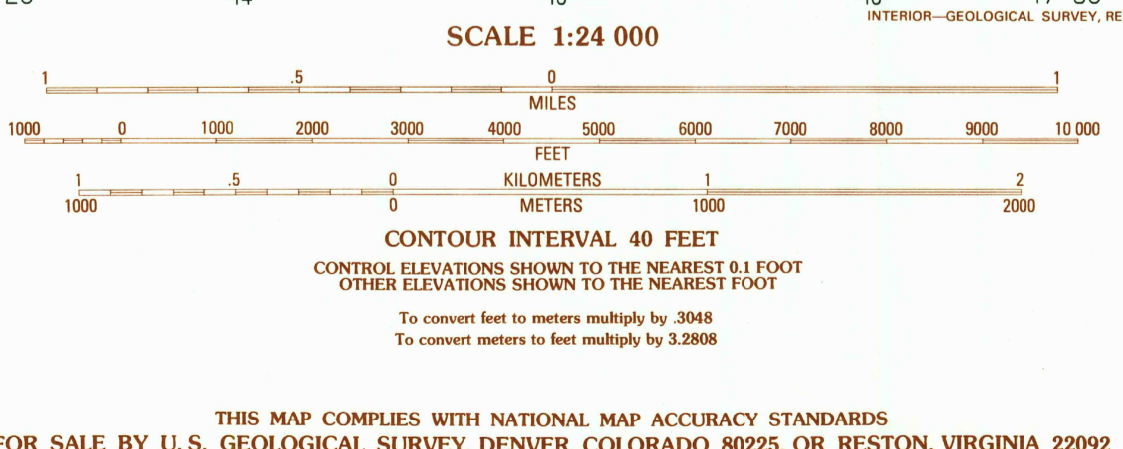 INTERIOR—GEOLOGICAL SURVEY, RE
SCALE 1:24 000
1 .5 0 1
MILES
1000 0 1000 2000 3000 4000 5000 6000 7000 8000 9000 10 000
FEET
1 .5 0 KILOMETERS 1 2
1000 0 METERS 1000 2000
CONTOUR INTERVAL 40 FEET
CONTROL ELEVATIONS SHOWN TO THE NEAREST 0.1 FOOT
OTHER ELEVATIONS SHOWN TO THE NEAREST FOOT
To convert feet to meters multiply by .3048
To convert meters to feet multiply by 3.2808
THIS MAP COMPLIES WITH NATIONAL MAP ACCURACY STANDARDS
FOR SALE BY U.S. GEOLOGICAL SURVEY, DENVER, COLORADO 80225, OR RESTON, VIRGINIA 22092